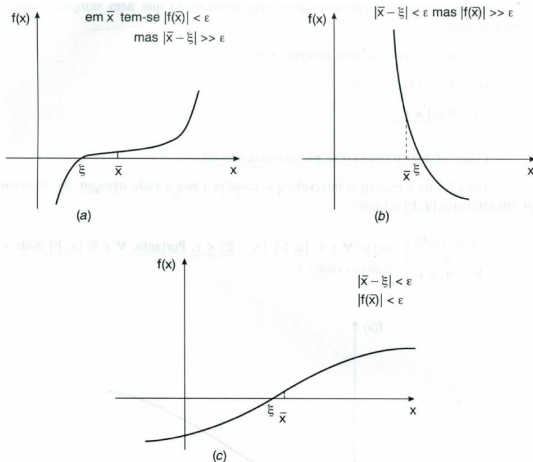 f(x)
em x̄ tem-se |f(x̄)| < ε
mas |x̄ – ξ| >> ε
ξ
x̄
x
(a)
f(x)
|x̄ – ξ| < ε mas |f(x̄)| >> ε
x̄
ξ
x
(b)
f(x)
|x̄ – ξ| < ε
|f(x̄)| < ε
ξ
x̄
x
(c)